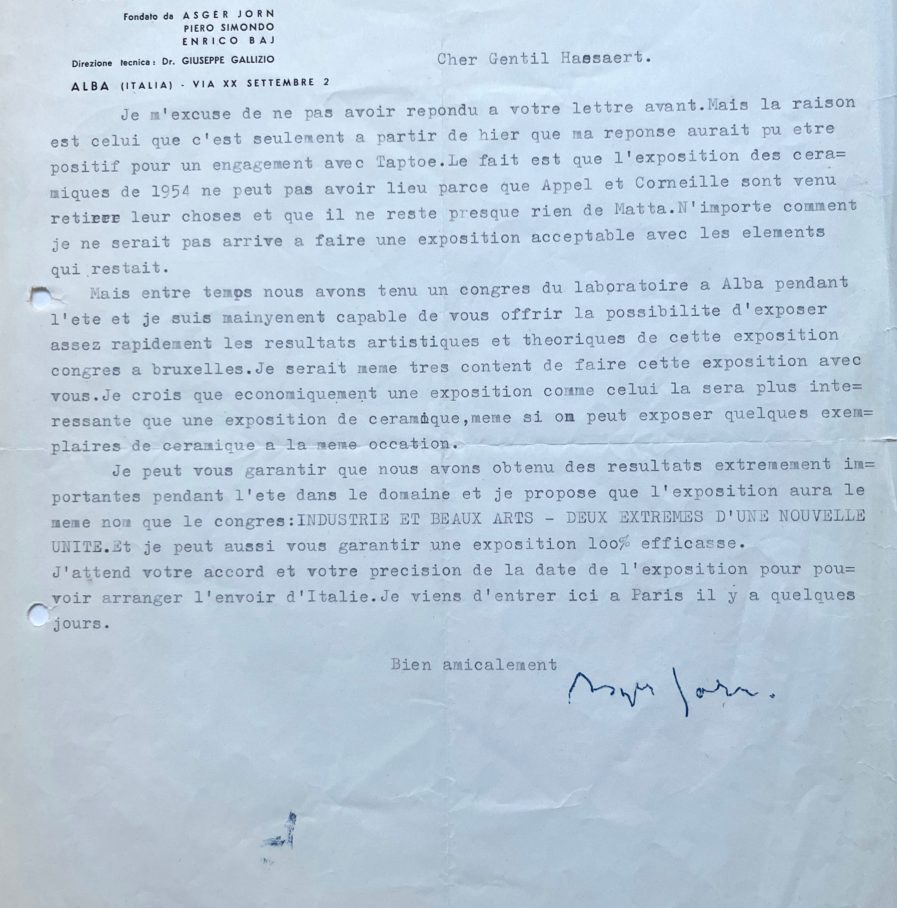 Fondato da ASGER JORN
PIERO SIMONDO
ENRICO BAJ
Direzione tecnica: Dr. GIUSEPPE GALLIZIO
ALBA (ITALIA) - VIA XX SETTEMBRE 2
Cher Gentil Haesaert.
Je m'excuse de ne pas avoir repondu a votre lettre avant.Mais la raison
est celui que c'est seulement a partir de hier que ma reponse aurait pu etre
positif pour un engagement avec Taptoe.Le fait est que l'exposition des cera=
miques de 1954 ne peut pas avoir lieu parce que Appel et Corneille sont venu
retirer leur choses et que il ne reste presque rien de Matta.N'importe comment
je ne serait pas arrive a faire une exposition acceptable avec les elements
qui restait.
Mais entre temps nous avons tenu un congres du laboratoire a Alba pendant
l'ete et je suis mainyenent capable de vous offrir la possibilite d'exposer
assez rapidement les resultats artistiques et theoriques de cette exposition
congres a bruxelles.Je serait meme tres content de faire cette exposition avec
vous.Je crois que economiquement une exposition comme celui la sera plus inte=
ressante que une exposition de ceramique,meme si on peut exposer quelques exem=
plaires de ceramique a la meme occation.
Je peut vous garantir que nous avons obtenu des resultats extremement im=
portantes pendant l'ete dans le domaine et je propose que l'exposition aura le
meme nom que le congres:INDUSTRIE ET BEAUX ARTS - DEUX EXTREMES D'UNE NOUVELLE
UNITE.Et je peut aussi vous garantir une exposition loo% efficasse.
J'attend votre accord et votre precision de la date de l'exposition pour pou=
voir arranger l'envoir d'Italie.Je viens d'entrer ici a Paris il y a quelques
jours.
Bien amicalement
Asger Jorn.